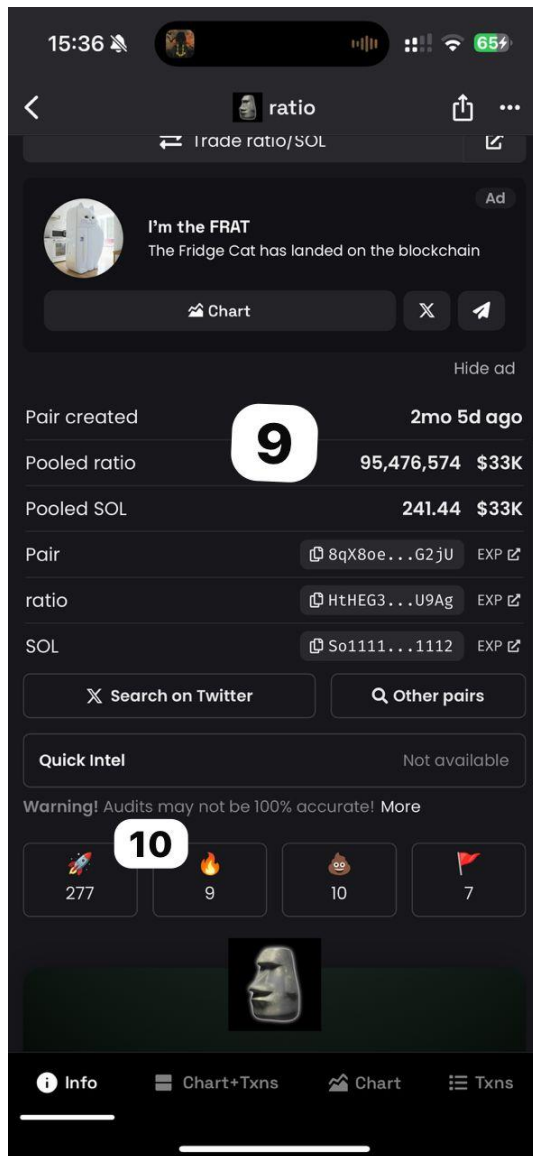 15:36
65
ratio
Trade ratio/SOL
Ad
I'm the FRAT
The Fridge Cat has landed on the blockchain
Chart
Hide ad
Pair created 2mo 5d ago
9
Pooled ratio 95,476,574 $33K
Pooled SOL 241.44 $33K
Pair 8qX8oe...G2jU EXP
ratio HtHEG3...U9Ag EXP
SOL So1111...1112 EXP
X Search on Twitter Other pairs
Quick Intel Not available
Warning! Audits may not be 100% accurate! More
10
277 9 10 7
Info Chart+Txns Chart Txns